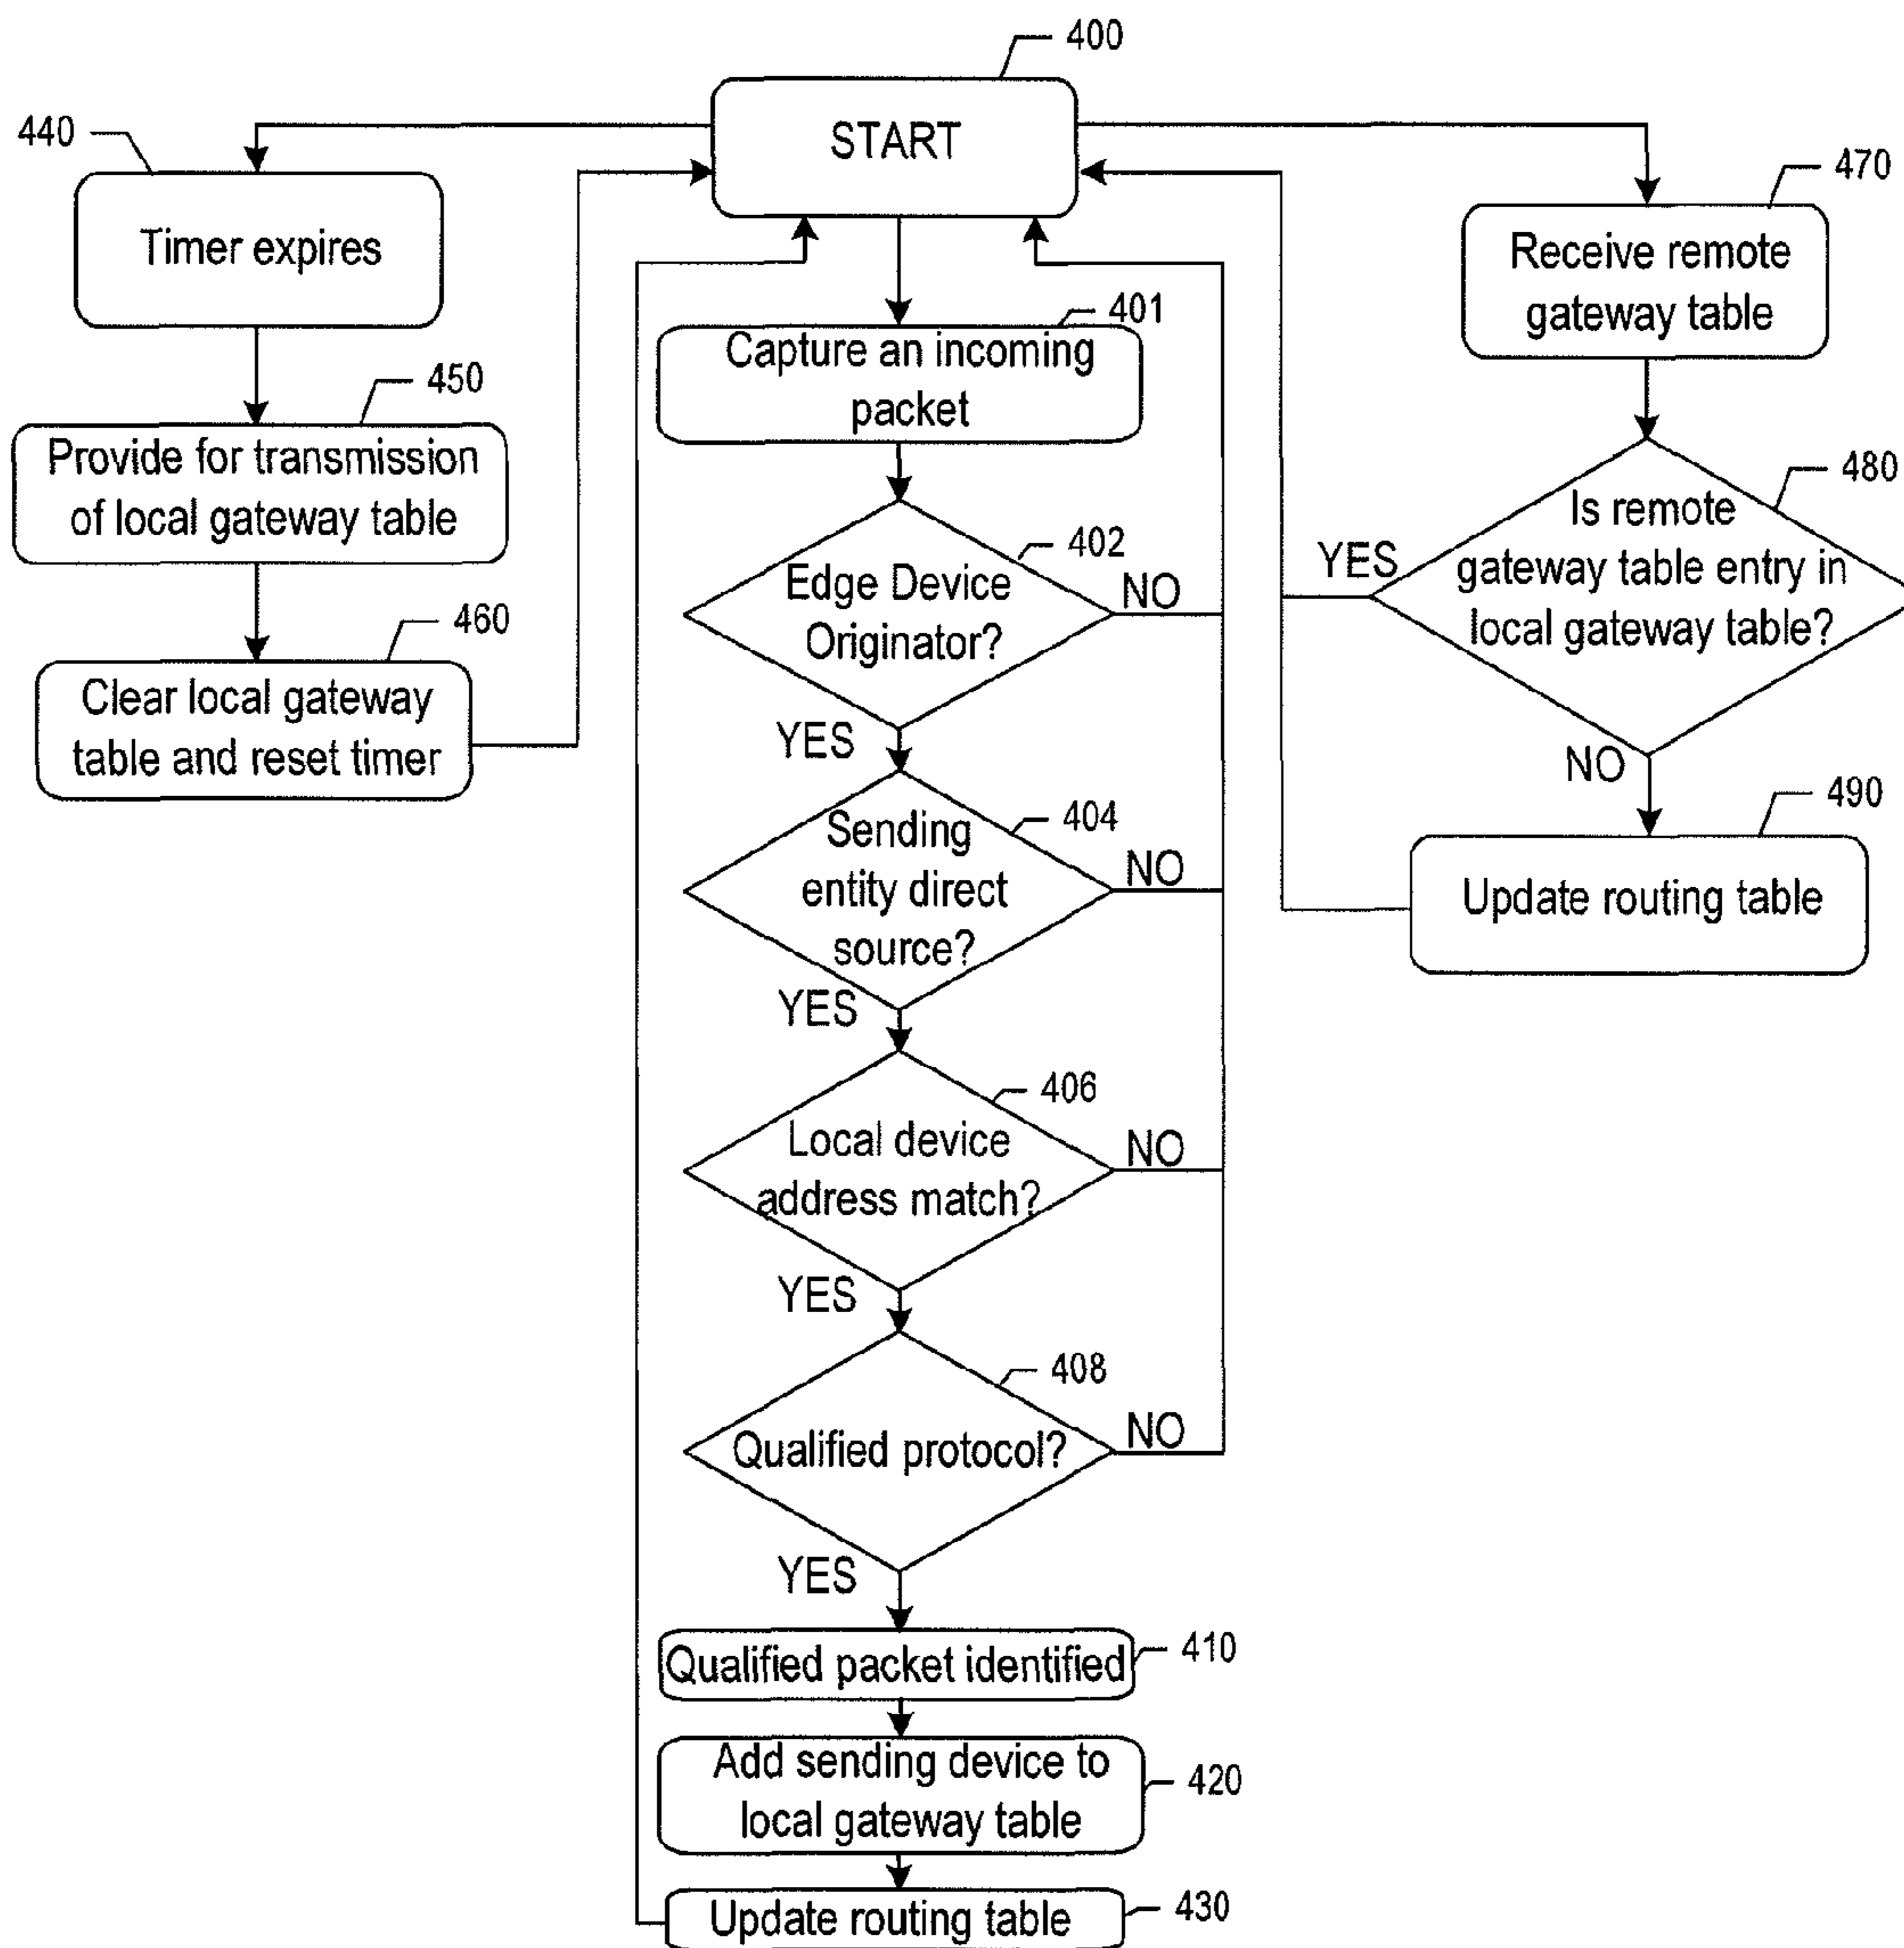 400
START
440
Timer expires
450
Provide for transmission
of local gateway table
460
Clear local gateway
table and reset timer
401
Capture an incoming
packet
402
Edge Device
Originator?
NO
YES
404
Sending
entity direct
source?
NO
YES
406
Local device
address match?
NO
YES
408
Qualified protocol?
NO
YES
Qualified packet identified
410
Add sending device to
local gateway table
420
Update routing table
430
470
Receive remote
gateway table
480
Is remote
gateway table entry in
local gateway table?
YES
NO
490
Update routing table